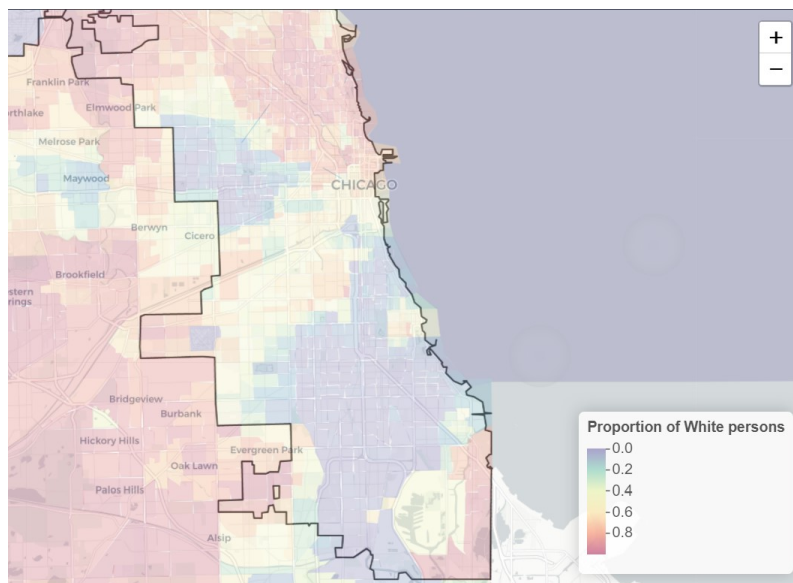 +
−
Franklin Park
Elmwood Park
rthlake
Melrose Park
Maywood
CHICAGO
Berwyn
Cicero
Brookfield
stern
rings
Bridgeview
Burbank
Hickory Hills
Evergreen Park
Oak Lawn
Palos Hills
Alsip
Proportion of White persons
0.0
0.2
0.4
0.6
0.8